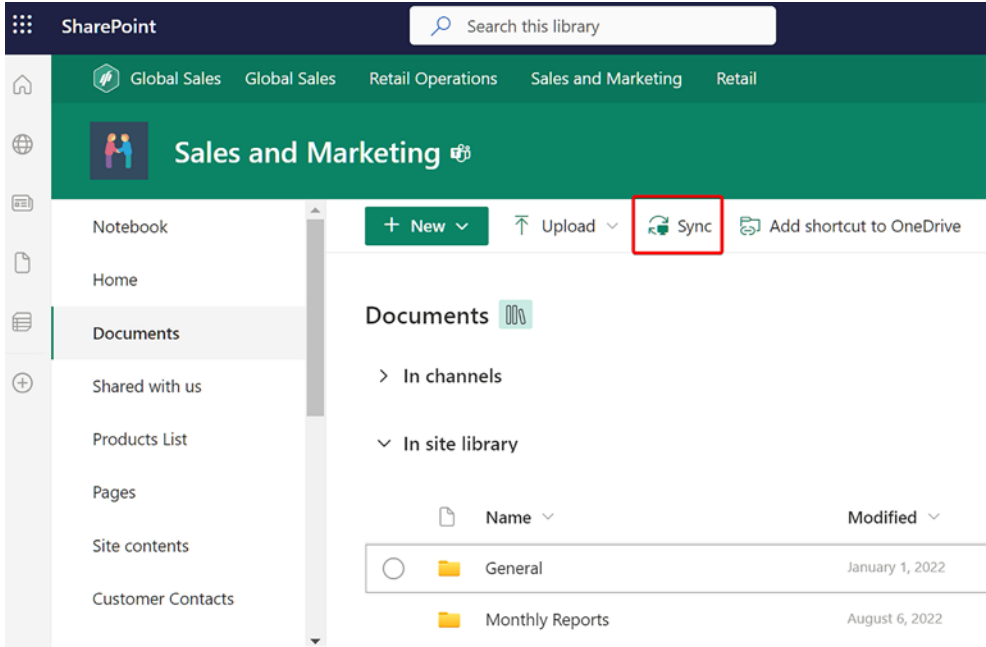 SharePoint
Search this library
Global Sales Global Sales Retail Operations Sales and Marketing Retail
Sales and Marketing
Notebook
Home
Documents
Shared with us
Products List
Pages
Site contents
Customer Contacts
+ New Upload Sync Add shortcut to OneDrive
Documents
In channels
In site library
Name Modified
General January 1, 2022
Monthly Reports August 6, 2022